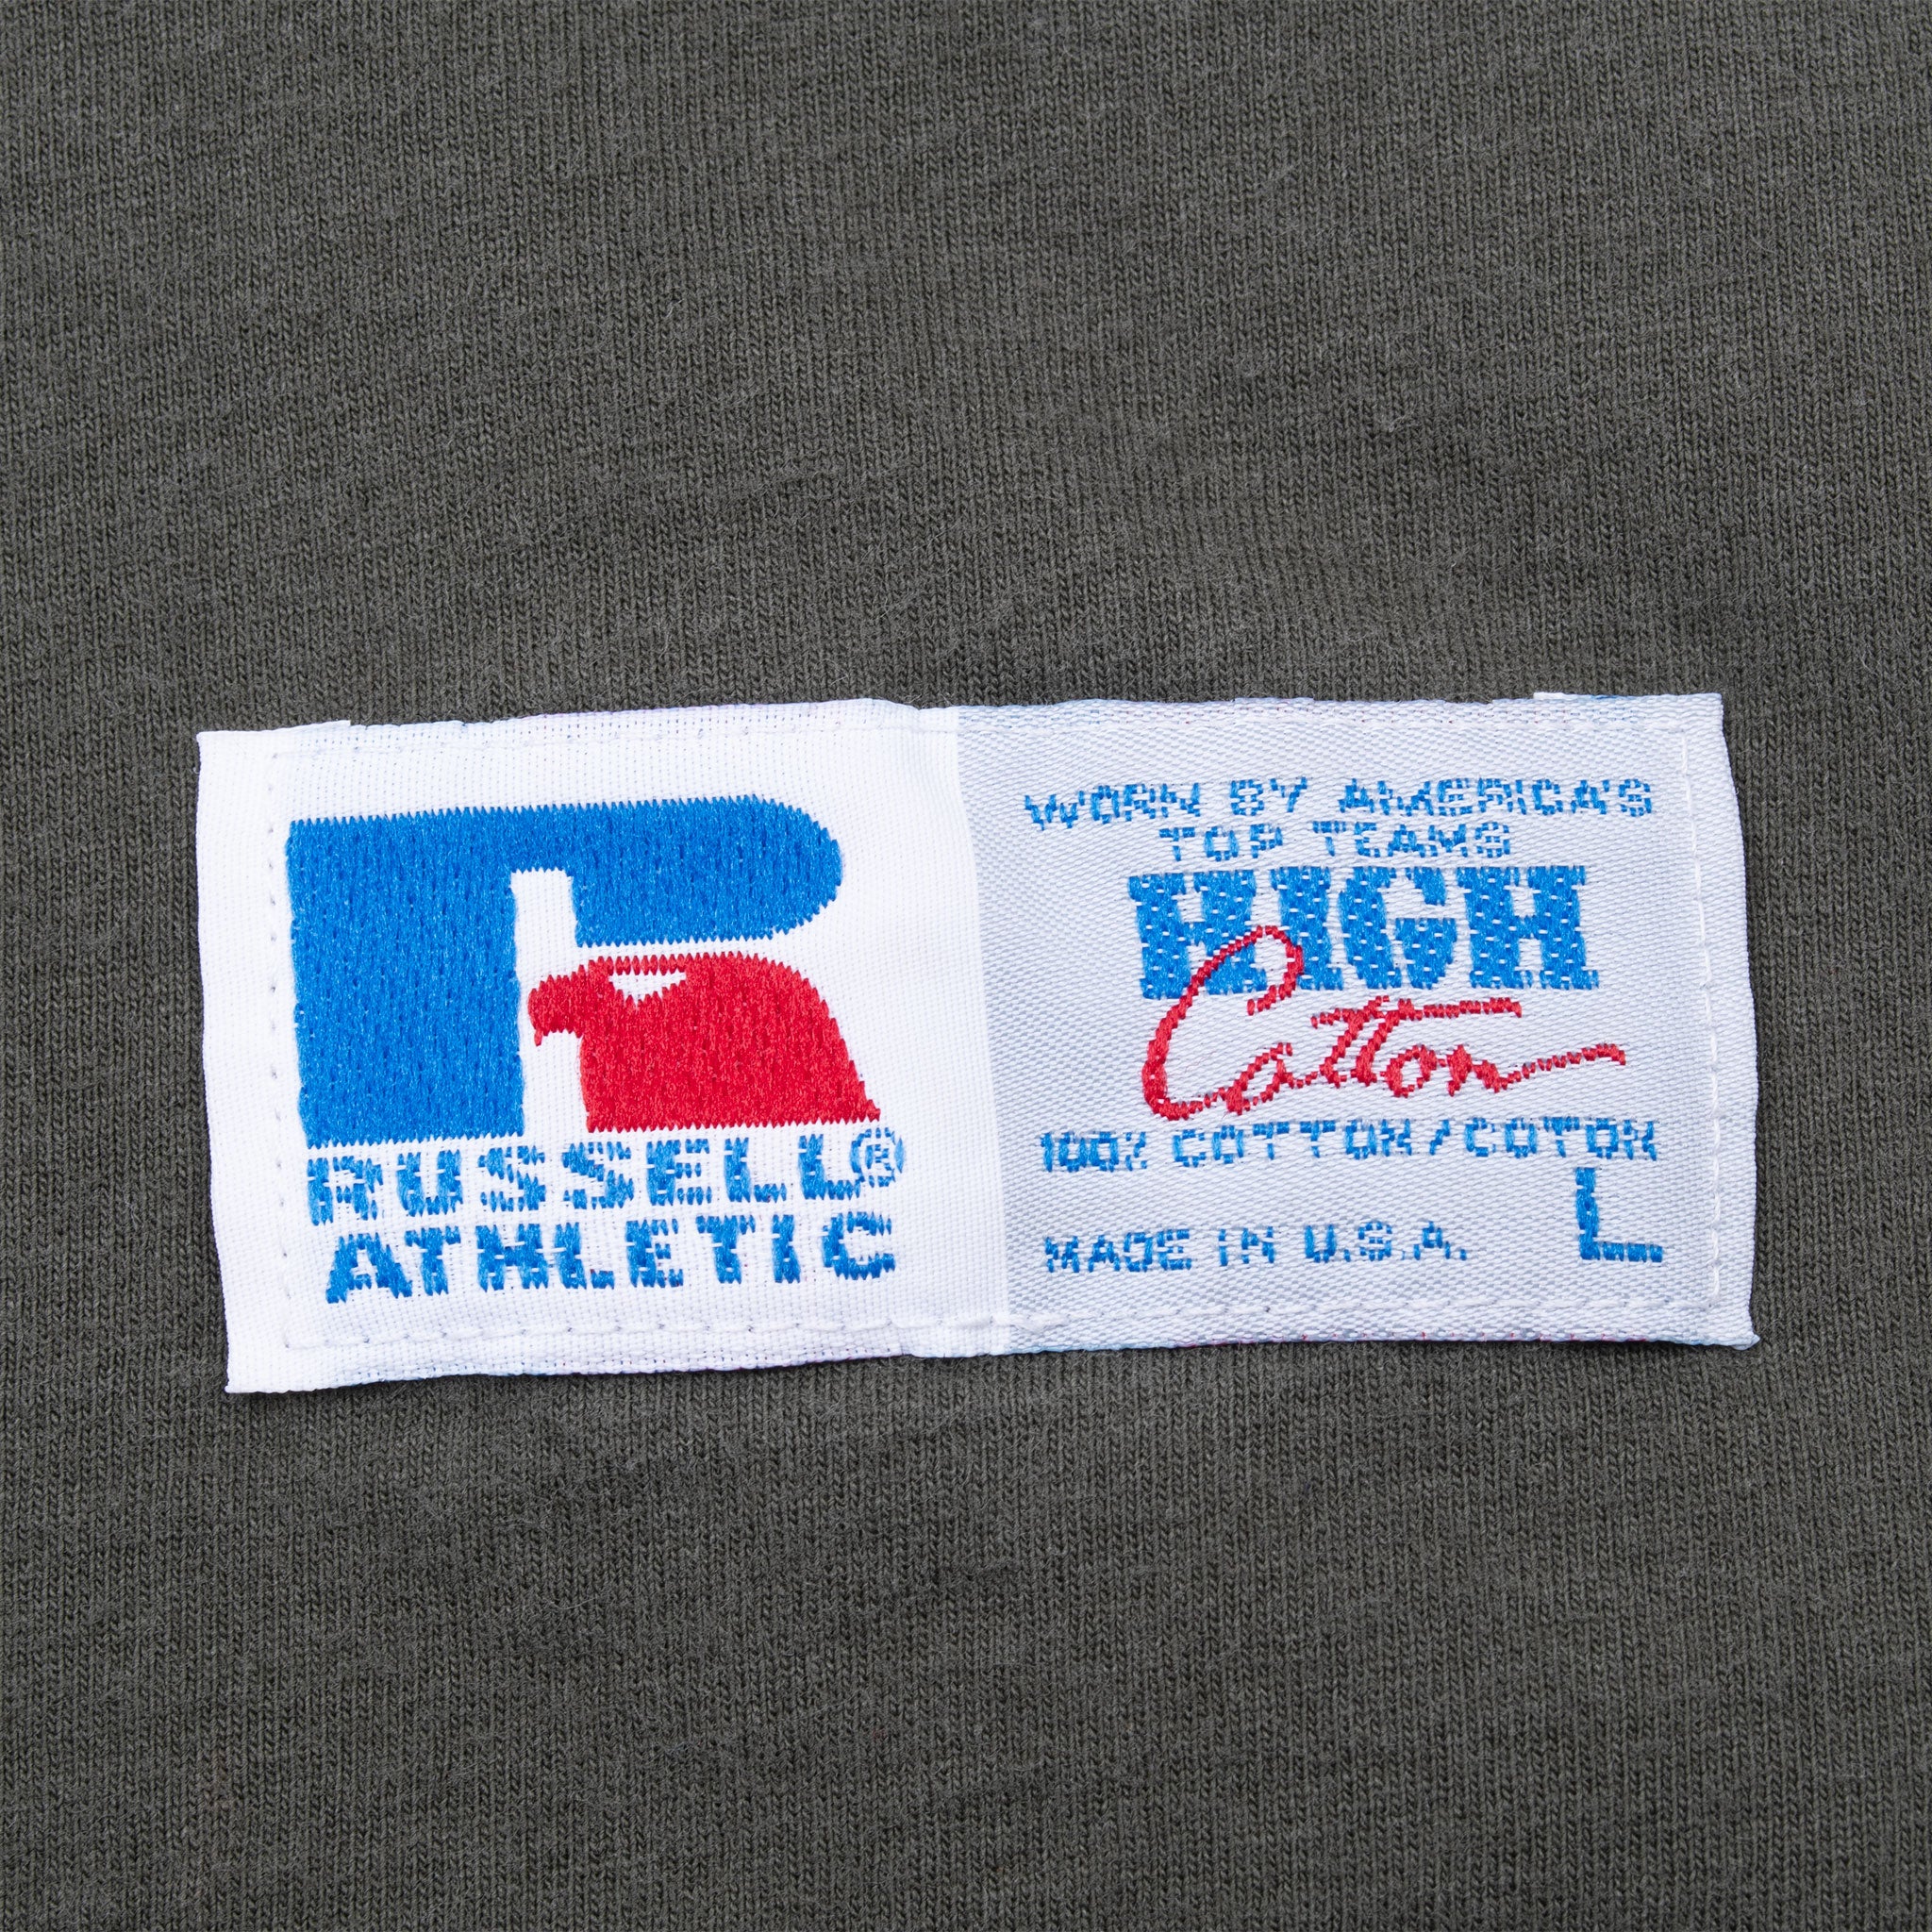 RUSSELL®
ATHLETIC
WORN BY AMERICA'S
TOP TEAMS
HIGH
Cotton
100% COTTON/COTON
L
MADE IN U.S.A.